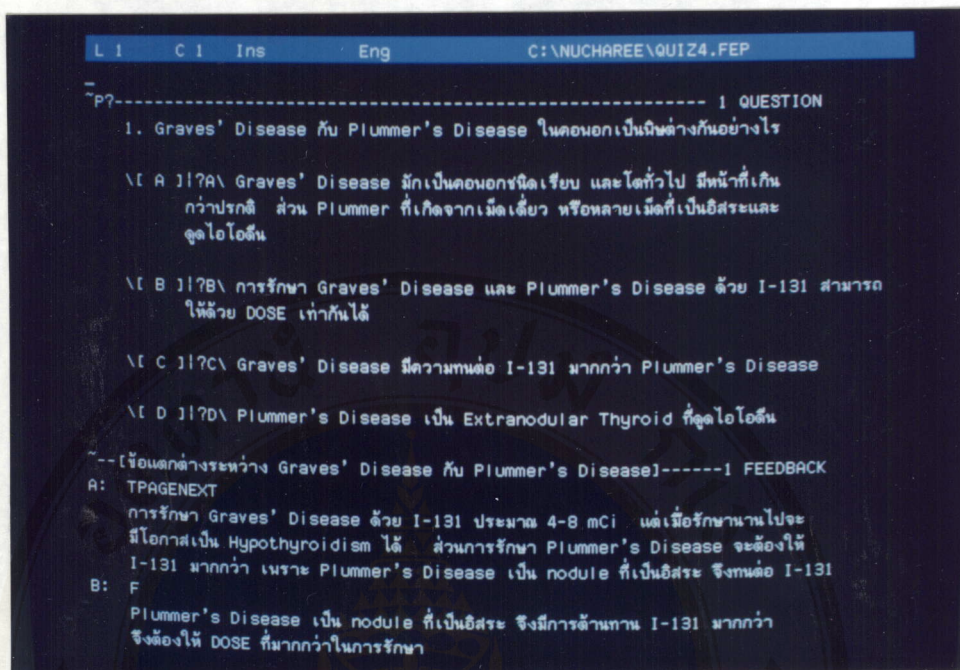 L 1 C 1 Ins Eng C:\NUCHAREE\QUIZ4.FEP
~P?---------------------------------------------------------- 1 QUESTION
1. Graves' Disease กับ Plummer's Disease ในคอพอกเป็นพิษต่างกันอย่างไร
\[ A ]|?A\ Graves' Disease มักเป็นคอพอกชนิดเรียบ และโตทั่วไป มีหน้าที่เกิน
กว่าปรกติ ส่วน Plummer ที่เกิดจากเม็ดเดี่ยว หรือหลายเม็ดที่เป็นอิสระและ
ดูดไอโอดีน
\[ B ]|?B\ การรักษา Graves' Disease และ Plummer's Disease ด้วย I-131 สามารถ
ให้ด้วย DOSE เท่ากันได้
\[ C ]|?C\ Graves' Disease มีความทนต่อ I-131 มากกว่า Plummer's Disease
\[ D ]|?D\ Plummer's Disease เป็น Extranodular Thyroid ที่ดูดไอโอดีน
~--[ข้อแตกต่างระหว่าง Graves' Disease กับ Plummer's Disease]------1 FEEDBACK
A: TPAGENEXT
การรักษา Graves' Disease ด้วย I-131 ประมาณ 4-8 mCi แต่เมื่อรักษานานไปจะ
มีโอกาสเป็น Hypothyroidism ได้ ส่วนการรักษา Plummer's Disease จะต้องให้
I-131 มากกว่า เพราะ Plummer's Disease เป็น nodule ที่เป็นอิสระ จึงทนต่อ I-131
B: F
Plummer's Disease เป็น nodule ที่เป็นอิสระ จึงมีการต้านทาน I-131 มากกว่า
จึงต้องให้ DOSE ที่มากกว่าในการรักษา